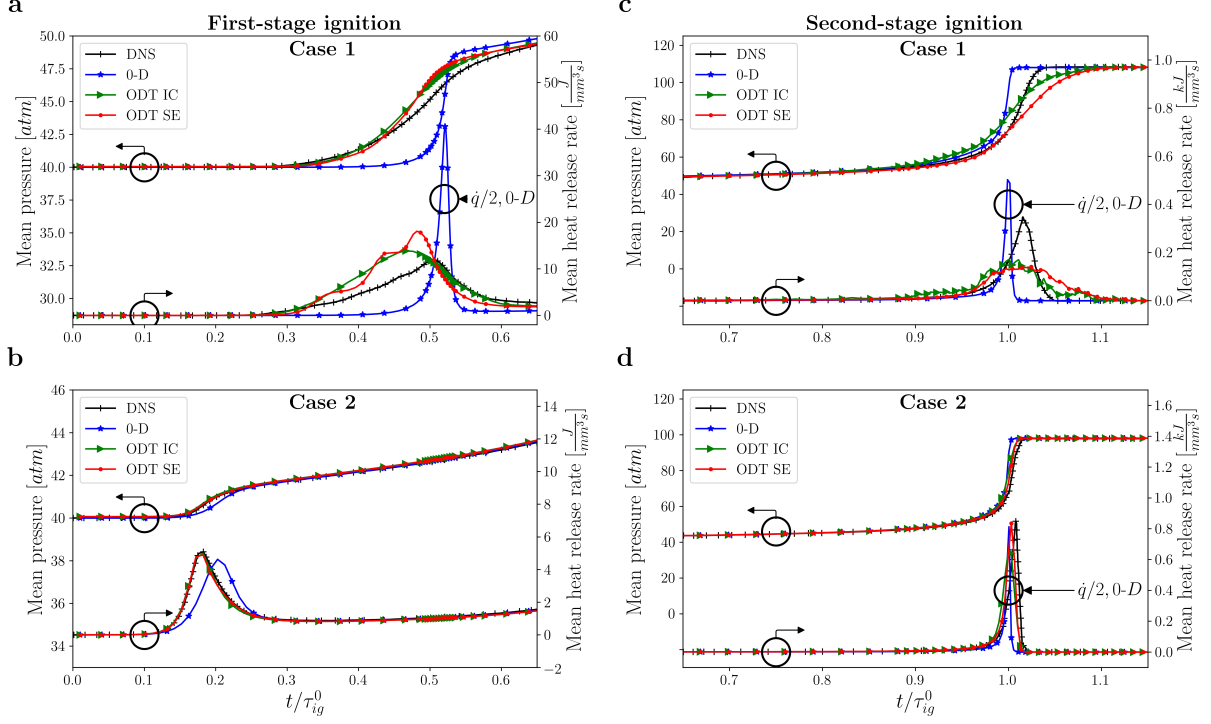 a
First-stage ignition
Case 1
DNS
0-D
ODT IC
ODT SE
50.0
47.5
45.0
42.5
40.0
37.5
35.0
32.5
30.0
Mean pressure [atm]
60
50
40
30
20
10
0
Mean heat release rate [J/mm³s]
q̇/2, 0-D
0.0 0.1 0.2 0.3 0.4 0.5 0.6
c
Second-stage ignition
Case 1
DNS
0-D
ODT IC
ODT SE
120
100
80
60
40
20
0
Mean pressure [atm]
1.0
0.8
0.6
0.4
0.2
0.0
Mean heat release rate [kJ/mm³s]
q̇/2, 0-D
0.7 0.8 0.9 1.0 1.1
b
Case 2
DNS
0-D
ODT IC
ODT SE
46
44
42
40
38
36
34
Mean pressure [atm]
14
12
10
8
6
4
2
0
−2
Mean heat release rate [J/mm³s]
0.0 0.1 0.2 0.3 0.4 0.5 0.6
t/τ⁰ig
d
Case 2
DNS
0-D
ODT IC
ODT SE
120
100
80
60
40
20
0
Mean pressure [atm]
1.6
1.4
1.2
1.0
0.8
0.6
0.4
0.2
0.0
Mean heat release rate [kJ/mm³s]
q̇/2, 0-D
0.7 0.8 0.9 1.0 1.1
t/τ⁰ig